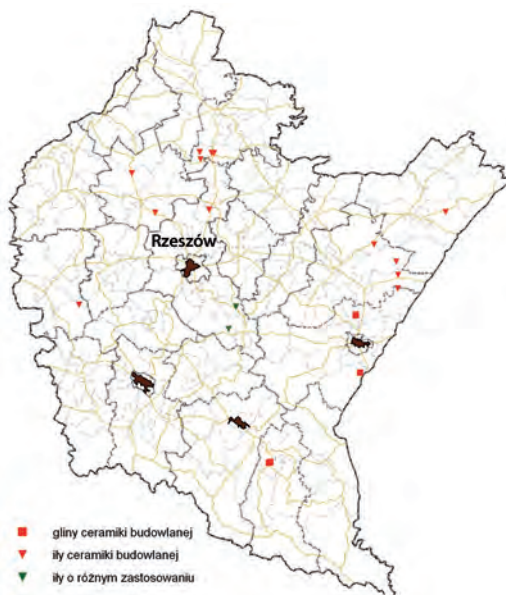 Rzeszów
gliny ceramiki budowlanej
iły ceramiki budowlanej
iły o różnym zastosowaniu